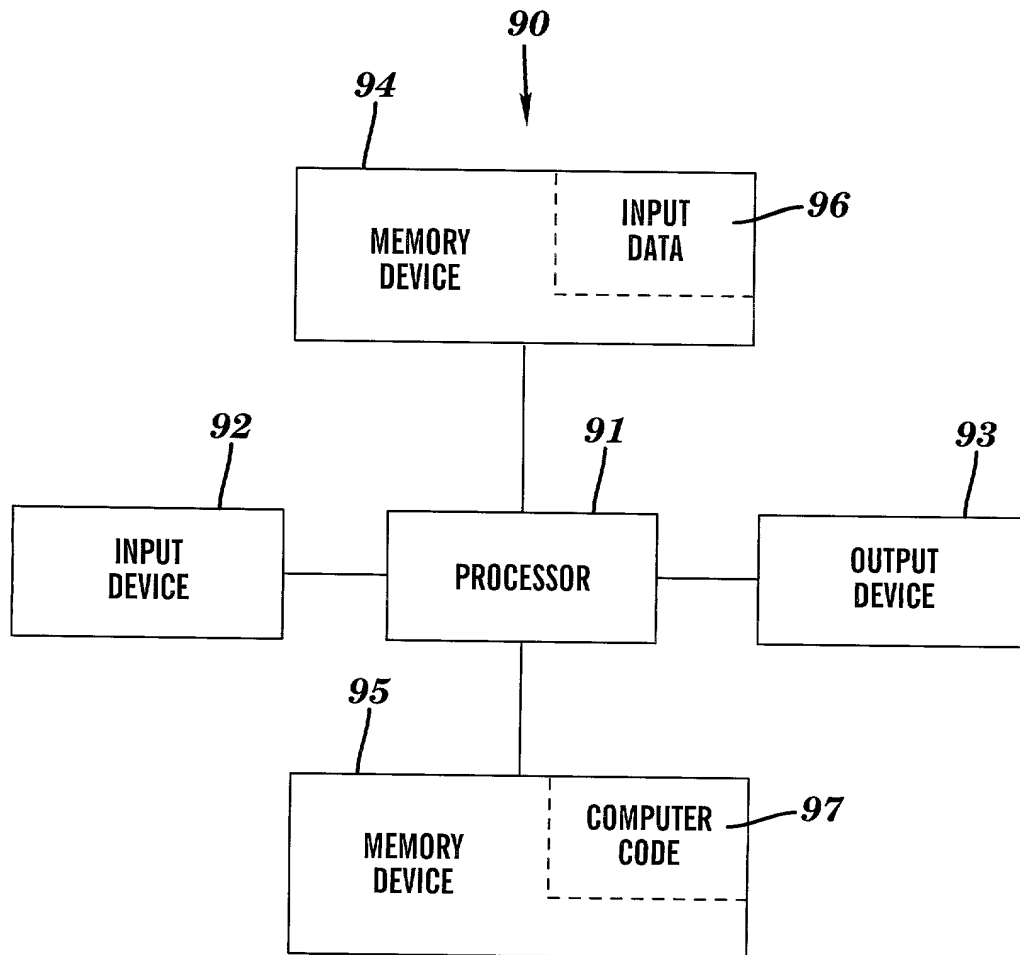 90
94
MEMORY
DEVICE
INPUT
DATA
96
92
91
93
INPUT
DEVICE
PROCESSOR
OUTPUT
DEVICE
95
MEMORY
DEVICE
COMPUTER
CODE
97